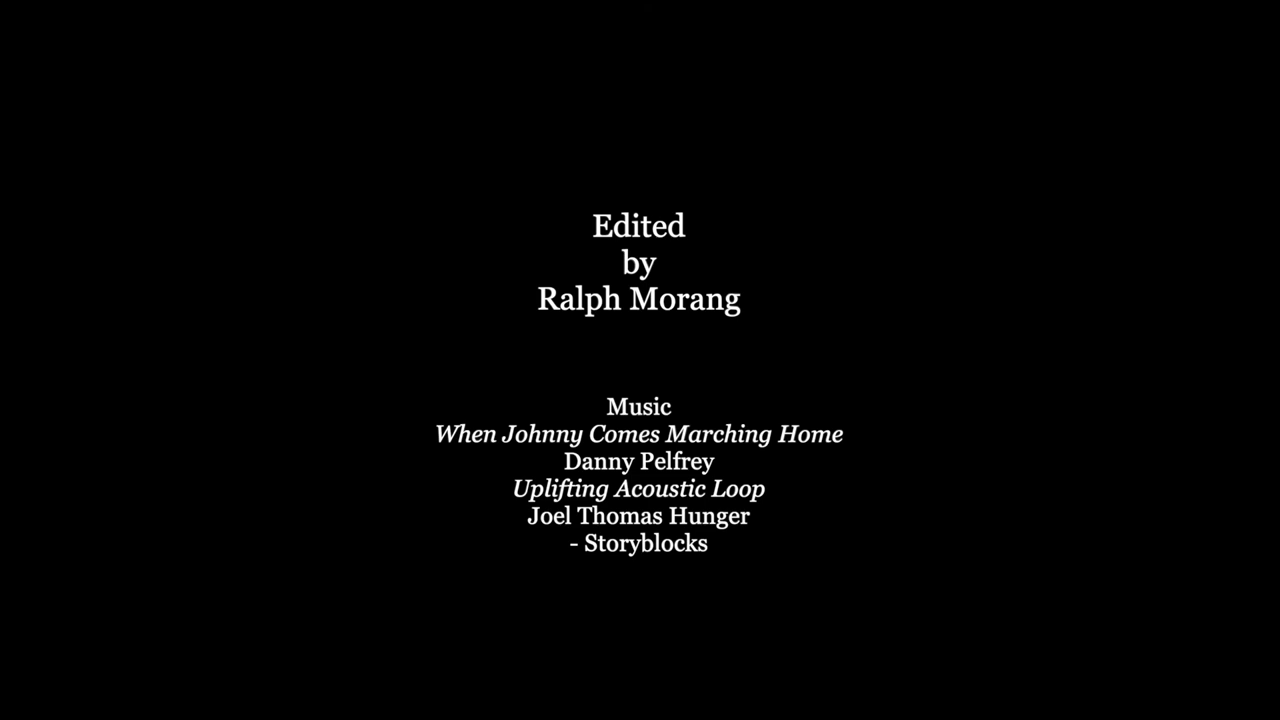 Edited
by
Ralph Morang
Music
When Johnny Comes Marching Home
Danny Pelfrey
Uplifting Acoustic Loop
Joel Thomas Hunger
- Storyblocks